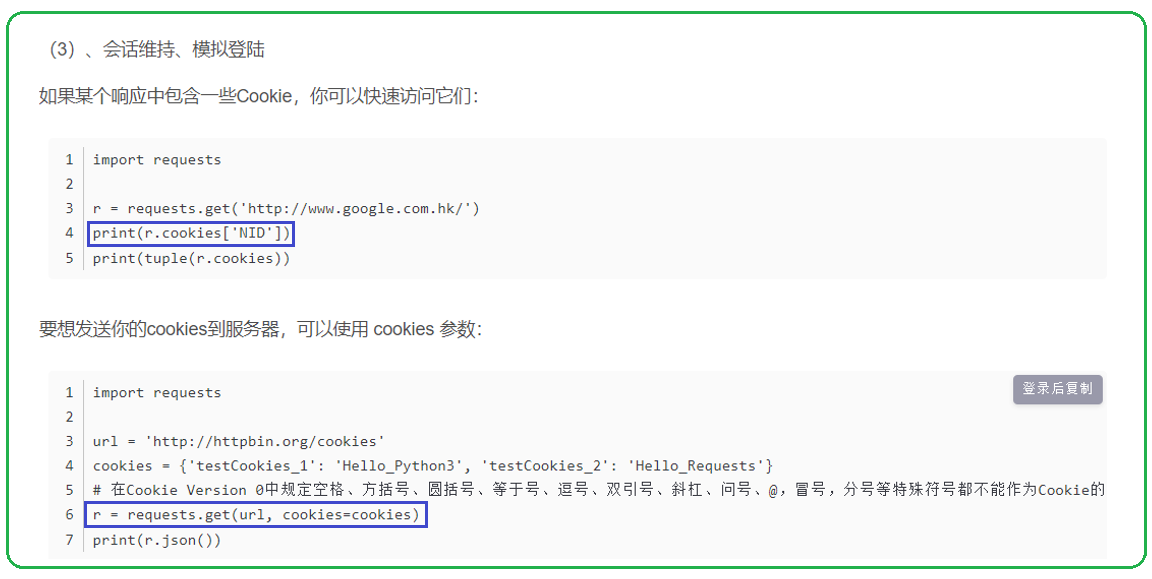 （3）、会话维持、模拟登陆
如果某个响应中包含一些Cookie，你可以快速访问它们：
1 import requests
2
3 r = requests.get('http://www.google.com.hk/')
4 print(r.cookies['NID'])
5 print(tuple(r.cookies))
要想发送你的cookies到服务器，可以使用 cookies 参数：
登录后复制
1 import requests
2
3 url = 'http://httpbin.org/cookies'
4 cookies = {'testCookies_1': 'Hello_Python3', 'testCookies_2': 'Hello_Requests'}
5 # 在Cookie Version 0中规定空格、方括号、圆括号、等于号、逗号、双引号、斜杠、问号、@，冒号，分号等特殊符号都不能作为Cookie的
6 r = requests.get(url, cookies=cookies)
7 print(r.json())